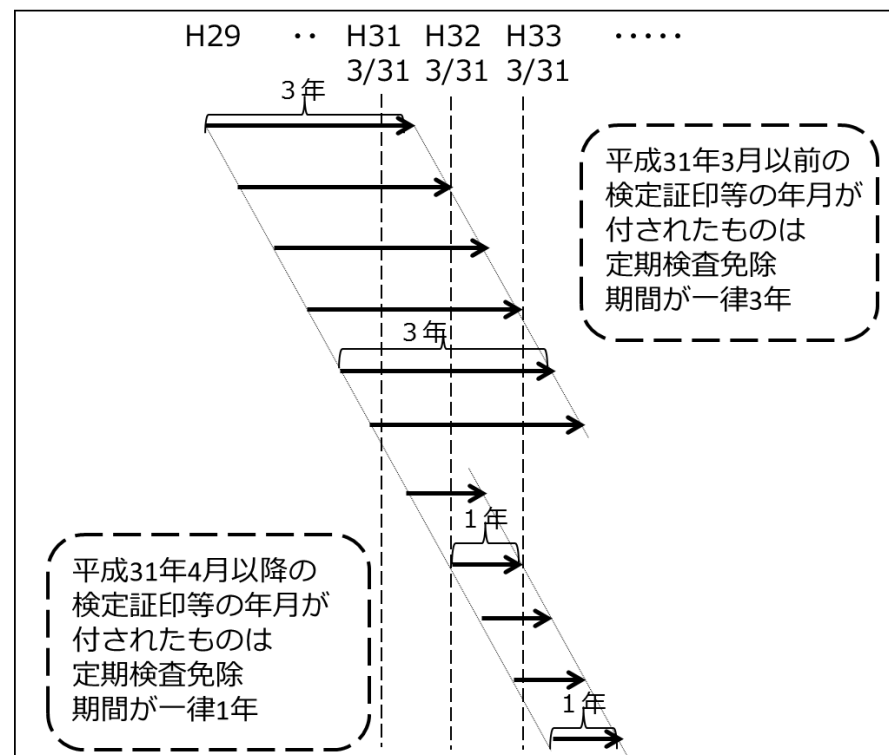 H29 ‥ H31 H32 H33 ‥‥‥
3/31 3/31 3/31
３年
平成31年3月以前の
検定証印等の年月が
付されたものは
定期検査免除
期間が一律3年
３年
１年
平成31年4月以降の
検定証印等の年月が
付されたものは
定期検査免除
期間が一律1年
１年